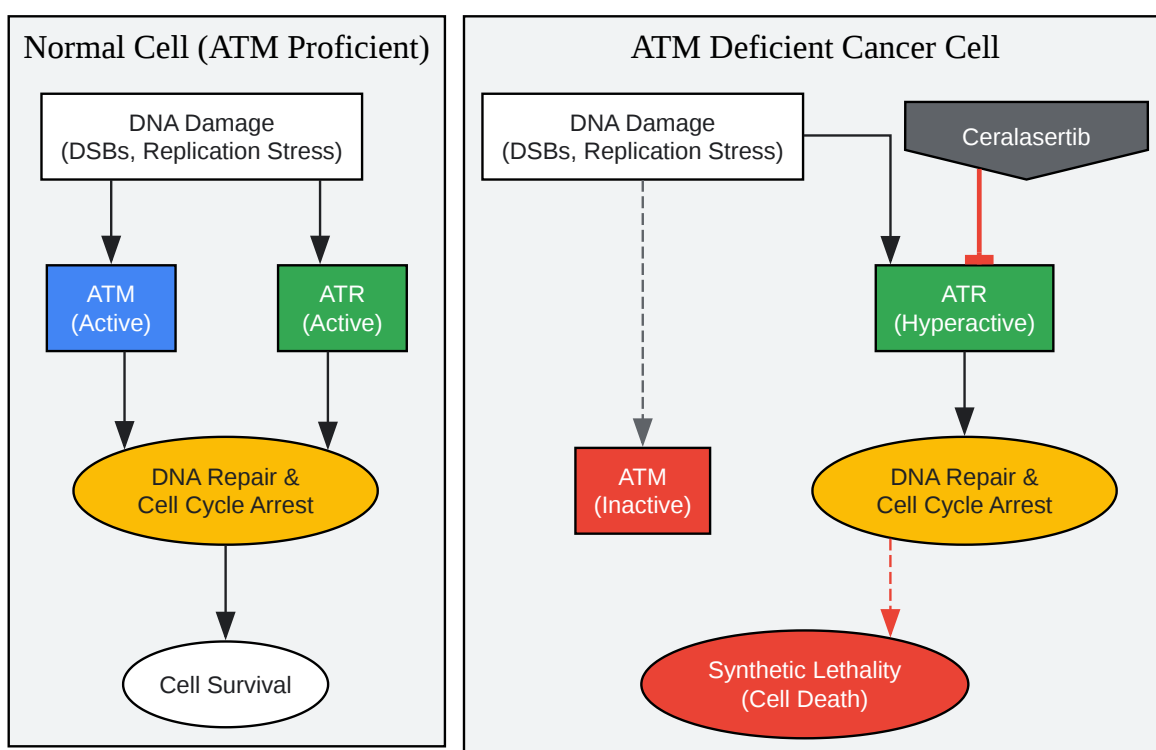 Normal Cell (ATM Proficient)
DNA Damage
(DSBs, Replication Stress)
ATM
(Active)
ATR
(Active)
DNA Repair &
Cell Cycle Arrest
Cell Survival
ATM Deficient Cancer Cell
DNA Damage
(DSBs, Replication Stress)
Ceralasertib
ATR
(Hyperactive)
ATM
(Inactive)
DNA Repair &
Cell Cycle Arrest
Synthetic Lethality
(Cell Death)